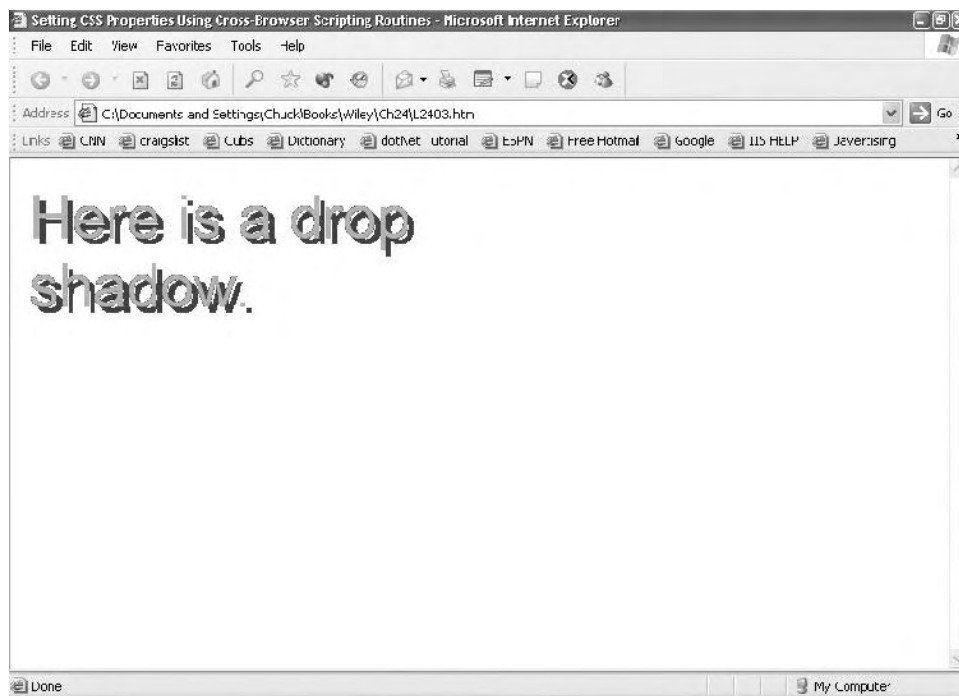 Setting CSS Properties Using Cross-Browser Scripting Routines - Microsoft Internet Explorer
File Edit View Favorites Tools Help
Address C:\Documents and Settings\Chuck\Books\Wiley\Ch24\L2403.htm Go
Links CNN craigslist Cubs Dictionary dotNet Tutorial ESPN Free Hotmail Google IIS HELP Javertising
Here is a drop
shadow.
Done My Computer